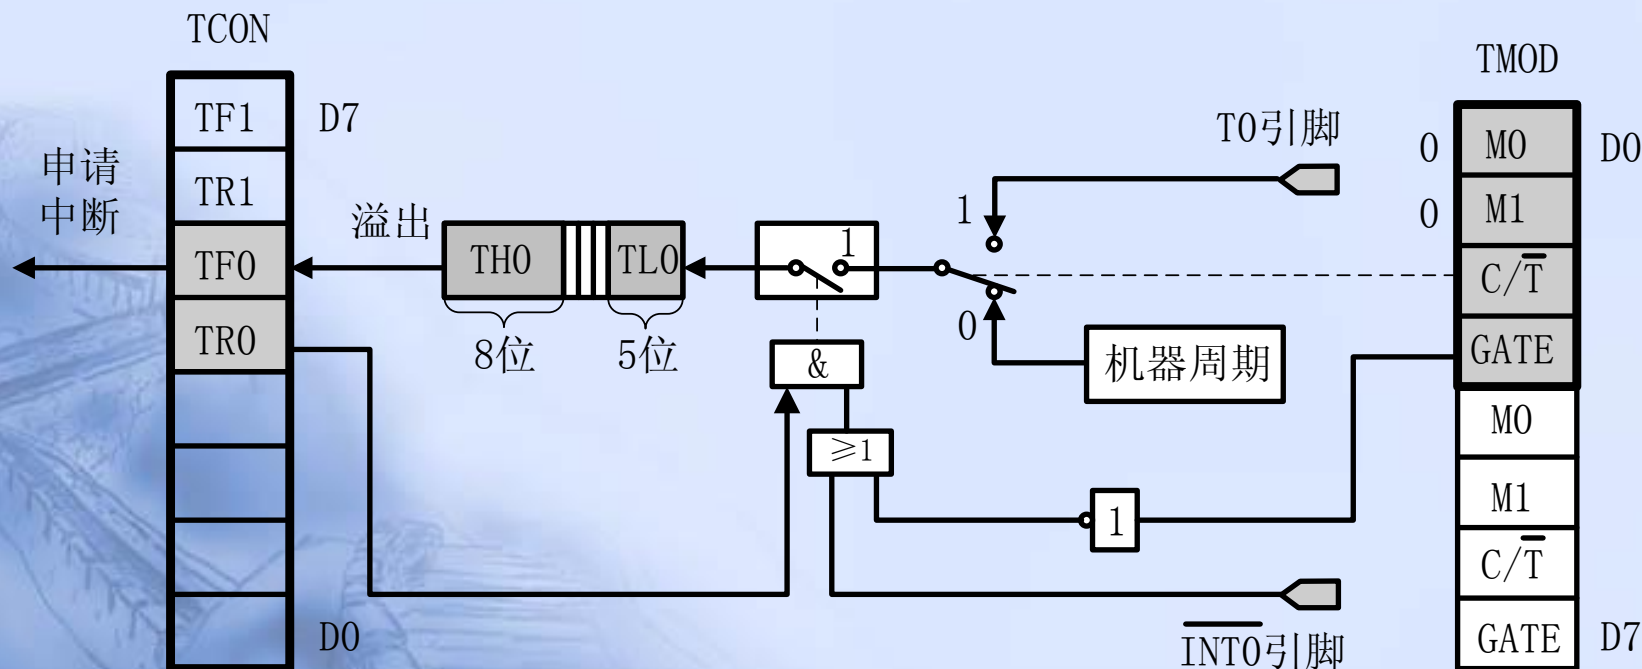 TCON
TMOD
TF1
D7
TR1
TF0
TR0
D0
申请
中断
溢出
TH0
TL0
8位
5位
1
&
≥1
1
0
T0引脚
机器周期
1
INT0引脚
0
M0
D0
0
M1
C/T
GATE
M0
M1
C/T
GATE
D7